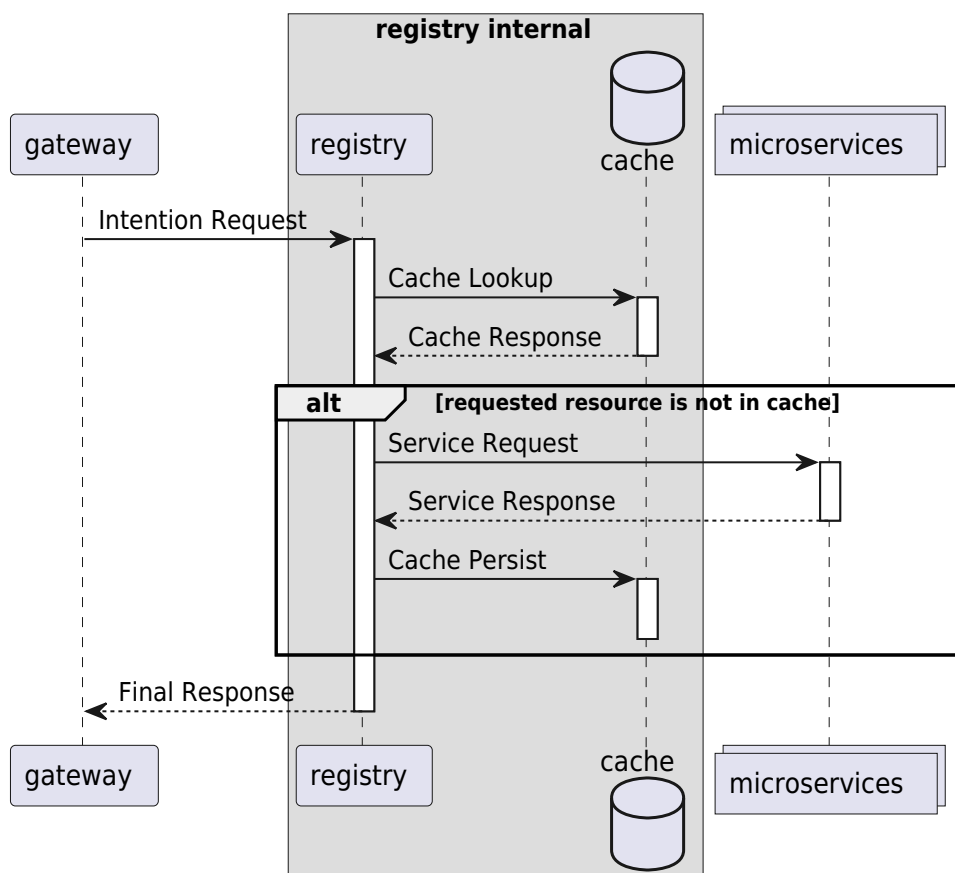 registry internal
gateway
registry
cache
microservices
Intention Request
Cache Lookup
Cache Response
alt
[requested resource is not in cache]
Service Request
Service Response
Cache Persist
Final Response
gateway
registry
cache
microservices